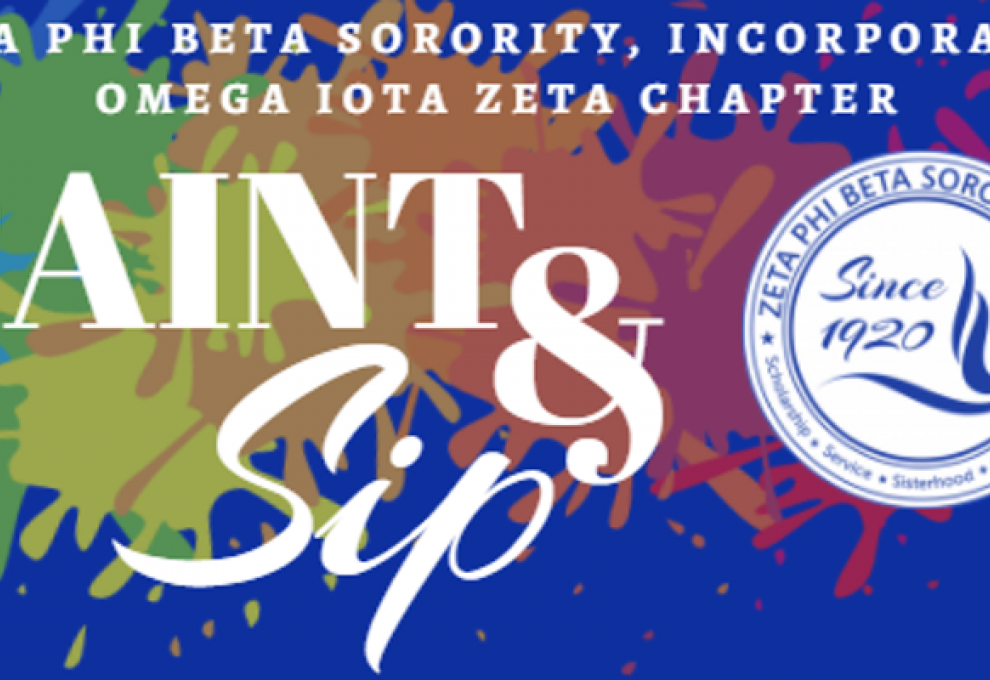 A PHI BETA SORORITY, INCORPORA
OMEGA IOTA ZETA CHAPTER
AINT
&
Sip
★ ZETA PHI BETA SORO
Since
1920
Scholarship ★ Service ★ Sisterhood ★